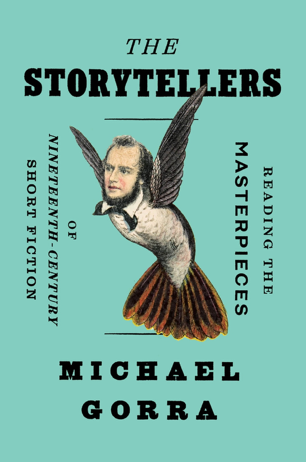 THE
STORYTELLERS
READING THE
MASTERPIECES
OF
NINETEENTH-CENTURY
SHORT FICTION
MICHAEL
GORRA